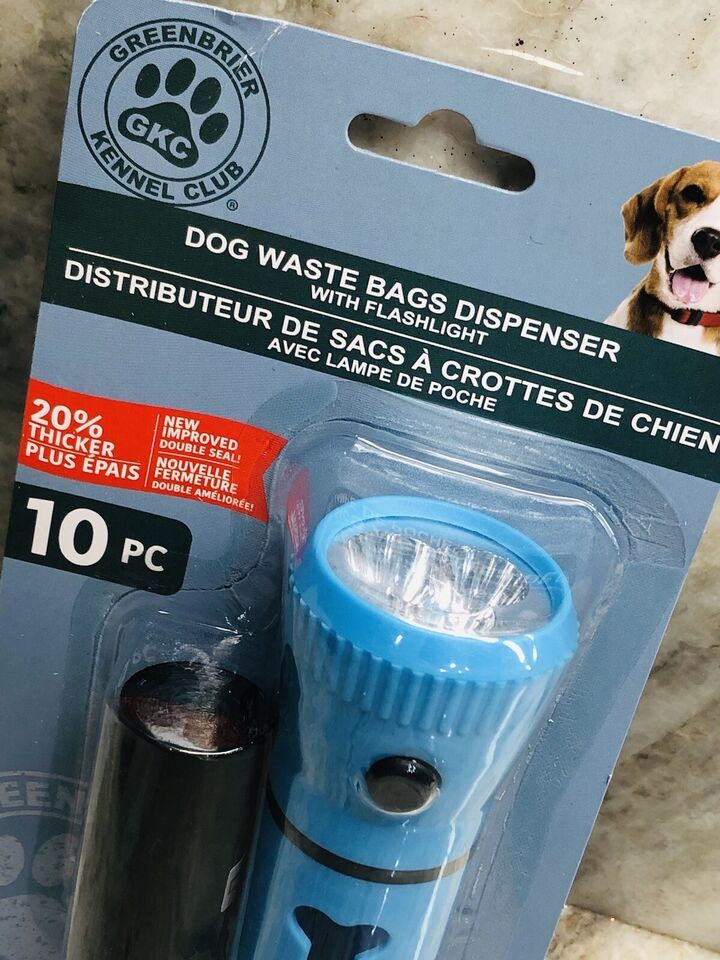 GREENBRIER
GKC
KENNEL CLUB
®
DOG WASTE BAGS DISPENSER
WITH FLASHLIGHT
DISTRIBUTEUR DE SACS À CROTTES DE CHIEN
AVEC LAMPE DE POCHE
20%
THICKER
PLUS ÉPAIS
NEW
IMPROVED
DOUBLE SEAL!
NOUVELLE
FERMETURE
DOUBLE AMÉLIORÉE!
10 PC
EEN